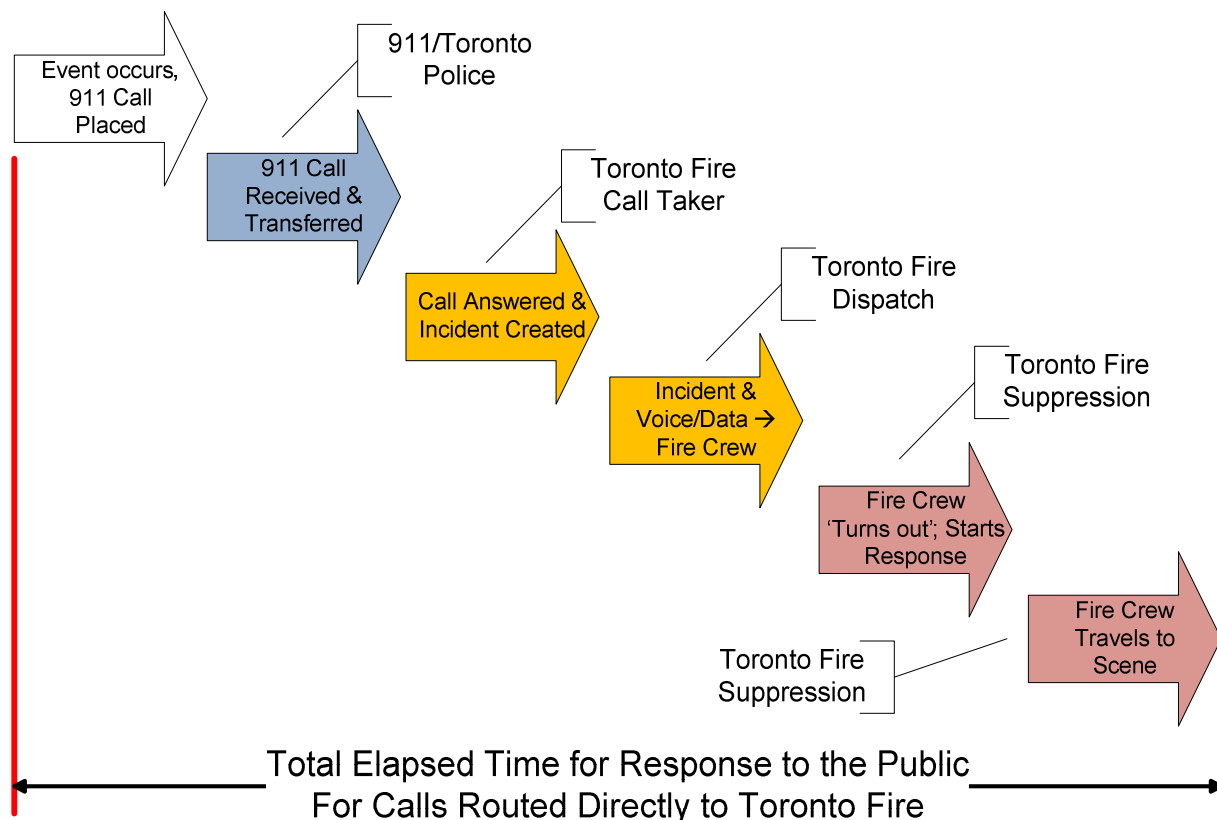 Event occurs,
911 Call
Placed
911/Toronto
Police
911 Call
Received &
Transferred
Toronto Fire
Call Taker
Call Answered &
Incident Created
Toronto Fire
Dispatch
Incident &
Voice/Data →
Fire Crew
Toronto Fire
Suppression
Fire Crew
‘Turns out’; Starts
Response
Fire Crew
Travels to
Scene
Toronto Fire
Suppression
Total Elapsed Time for Response to the Public
For Calls Routed Directly to Toronto Fire